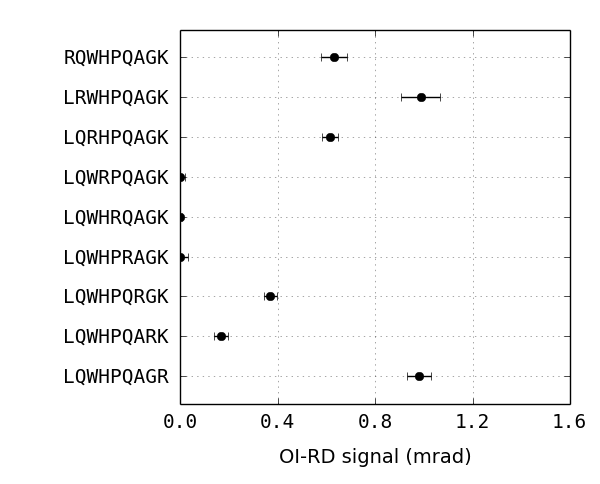 RQWHPQAGK
LRWHPQAGK
LQRHPQAGK
LQWRPQAGK
LQWHRQAGK
LQWHPRAGK
LQWHPQRGK
LQWHPQARK
LQWHPQAGR
0.0 0.4 0.8 1.2 1.6
OI-RD signal (mrad)